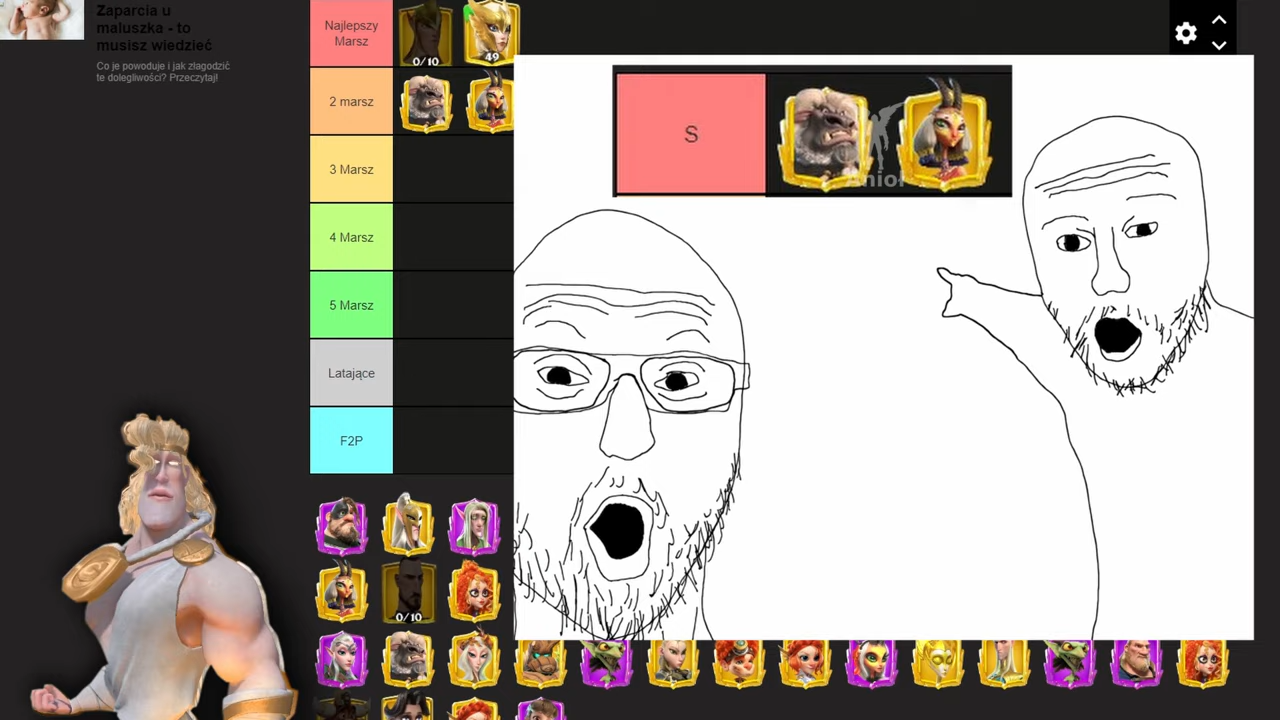 Zaparcia u
maluszka - to
musisz wiedzieć
Co je powoduje i jak złagodzić
te dolegliwości? Przeczytaj!
Najlepszy
Marsz
0/10
49
2 marsz
3 Marsz
4 Marsz
5 Marsz
Latające
F2P
S
0/10